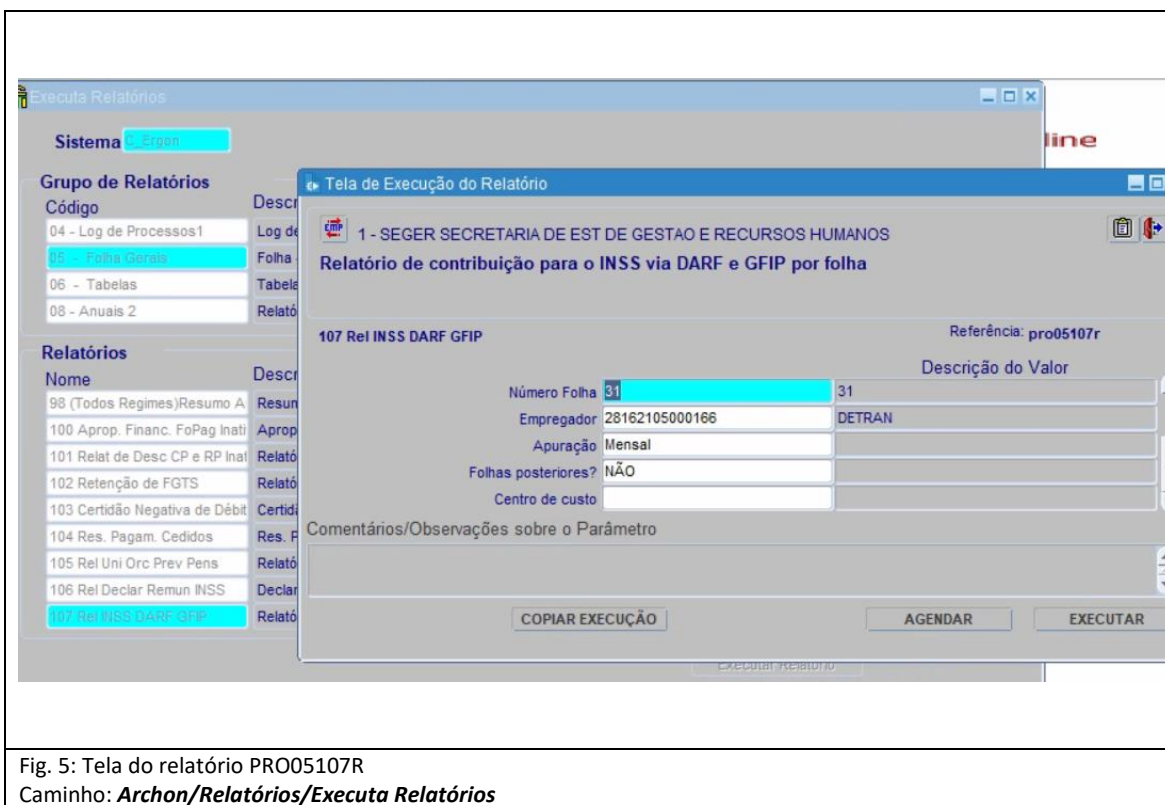 Executa Relatórios
Sistema C_Ergon
line
Grupo de Relatórios
Código Descr
04 - Log de Processos1 Log de
05 - Folha Gerais Folha
06 - Tabelas Tabela
08 - Anuais 2 Relató
Relatórios
Nome Descr
98 (Todos Regimes)Resumo A Resum
100 Aprop. Financ. FoPag Inati Aprop
101 Relat de Desc CP e RP Inat Relató
102 Retenção de FGTS Relató
103 Certidão Negativa de Débit Certidã
104 Res. Pagam. Cedidos Res. P
105 Rel Uni Orc Prev Pens Relató
106 Rel Declar Remun INSS Declar
107 Rel INSS DARF GFIP Relató
Tela de Execução do Relatório
EMP 1 - SEGER SECRETARIA DE EST DE GESTAO E RECURSOS HUMANOS
Relatório de contribuição para o INSS via DARF e GFIP por folha
107 Rel INSS DARF GFIP Referência: pro05107r
Descrição do Valor
Número Folha 31 31
Empregador 28162105000166 DETRAN
Apuração Mensal
Folhas posteriores? NÃO
Centro de custo
Comentários/Observações sobre o Parâmetro
COPIAR EXECUÇÃO AGENDAR EXECUTAR
Executar Relatório
Fig. 5: Tela do relatório PRO05107R
Caminho: Archon/Relatórios/Executa Relatórios